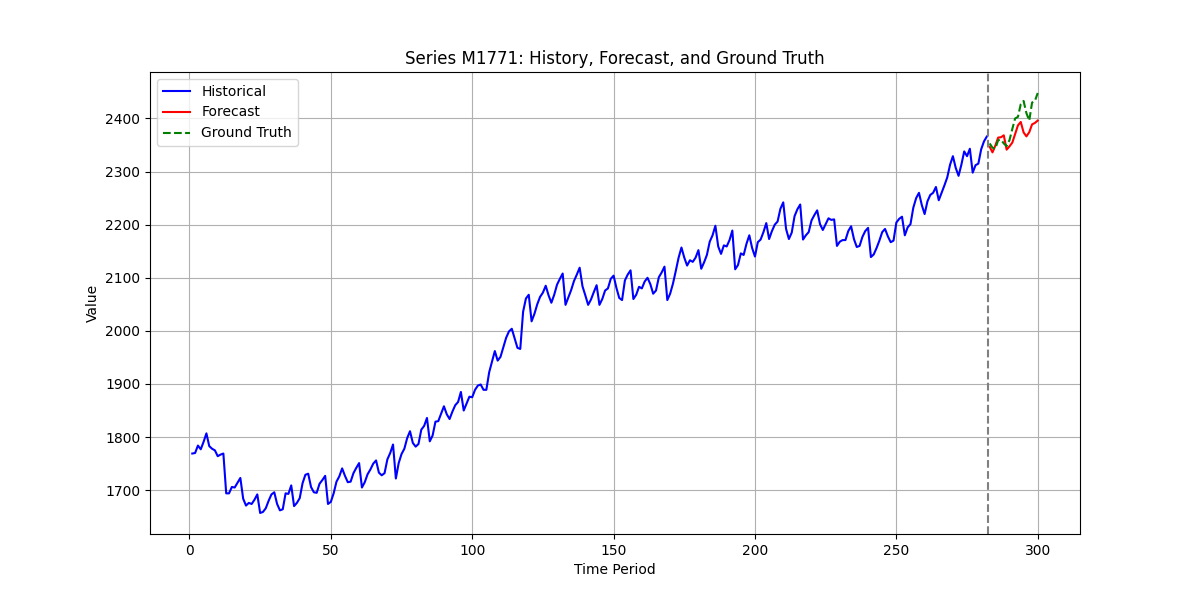 Series M1771: History, Forecast, and Ground Truth
Historical
Forecast
Ground Truth
Value
2400
2300
2200
2100
2000
1900
1800
1700
0 50 100 150 200 250 300
Time Period